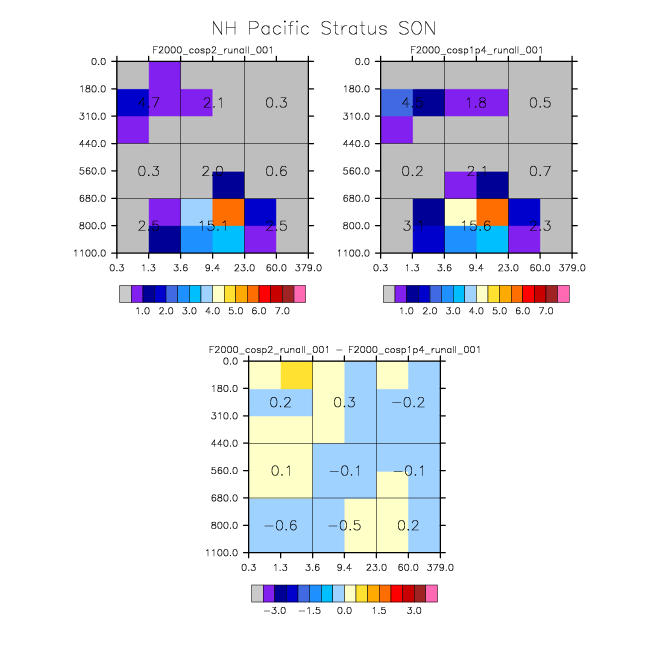 NH Pacific Stratus SON
F2000_cosp2_runall_001
F2000_cosp1p4_runall_001
0.0
180.0
310.0
440.0
560.0
680.0
800.0
1100.0
4.7 2.1 0.3
0.3 2.0 0.6
2.5 15.1 2.5
0.3 1.3 3.6 9.4 23.0 60.0 379.0
1.0 2.0 3.0 4.0 5.0 6.0 7.0
0.0
180.0
310.0
440.0
560.0
680.0
800.0
1100.0
4.5 1.8 0.5
0.2 2.1 0.7
15.6 2.3
0.3 1.3 3.6 9.4 23.0 60.0 379.0
1.0 2.0 3.0 4.0 5.0 6.0 7.0
F2000_cosp2_runall_001 − F2000_cosp1p4_runall_001
0.0
180.0
310.0
440.0
560.0
680.0
800.0
1100.0
0.2 0.3 −0.2
0.1 −0.1 −0.1
−0.6 −0.5 0.2
0.3 1.3 3.6 9.4 23.0 60.0 379.0
−3.0 −1.5 0.0 1.5 3.0